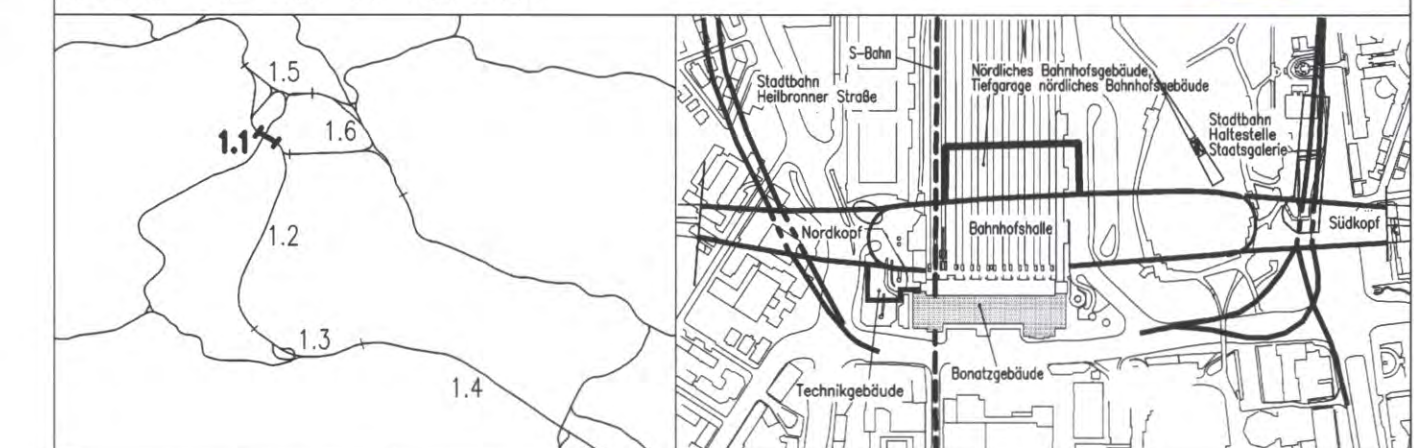 1.5
1.1
1.6
1.2
1.3
1.4
S-Bahn
Stadtbahn
Heilbronner Straße
Nördliches Bahnhofsgebäude,
Tiefgarage nördliches Bahnhofsgebäude
Stadtbahn
Haltestelle
Staatsgalerie
Nordkopf
Bahnhofshalle
Südkopf
Technikgebäude
Bonatzgebäude